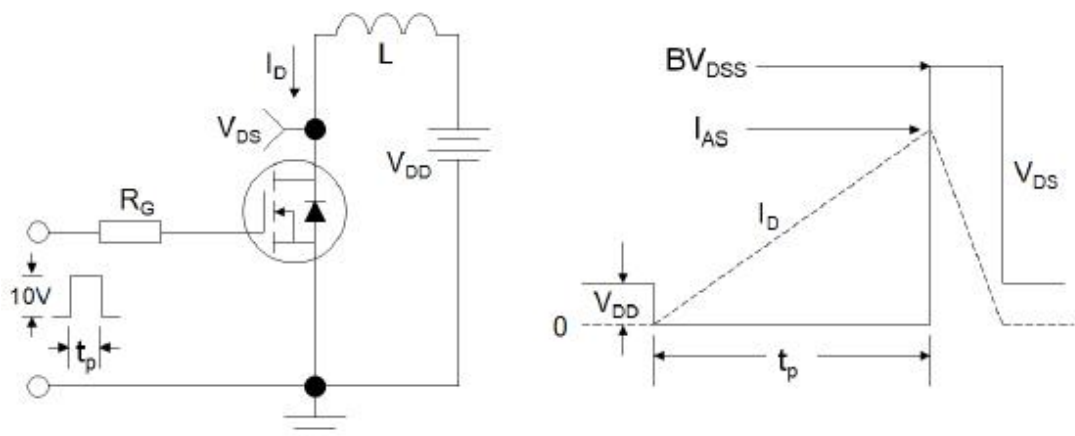 L
I_D
V_DS
V_DD
R_G
10V
t_p
BV_DSS
I_AS
V_DS
I_D
V_DD
0
t_p